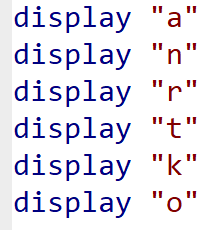 display "a"
display "n"
display "r"
display "t"
display "k"
display "o"